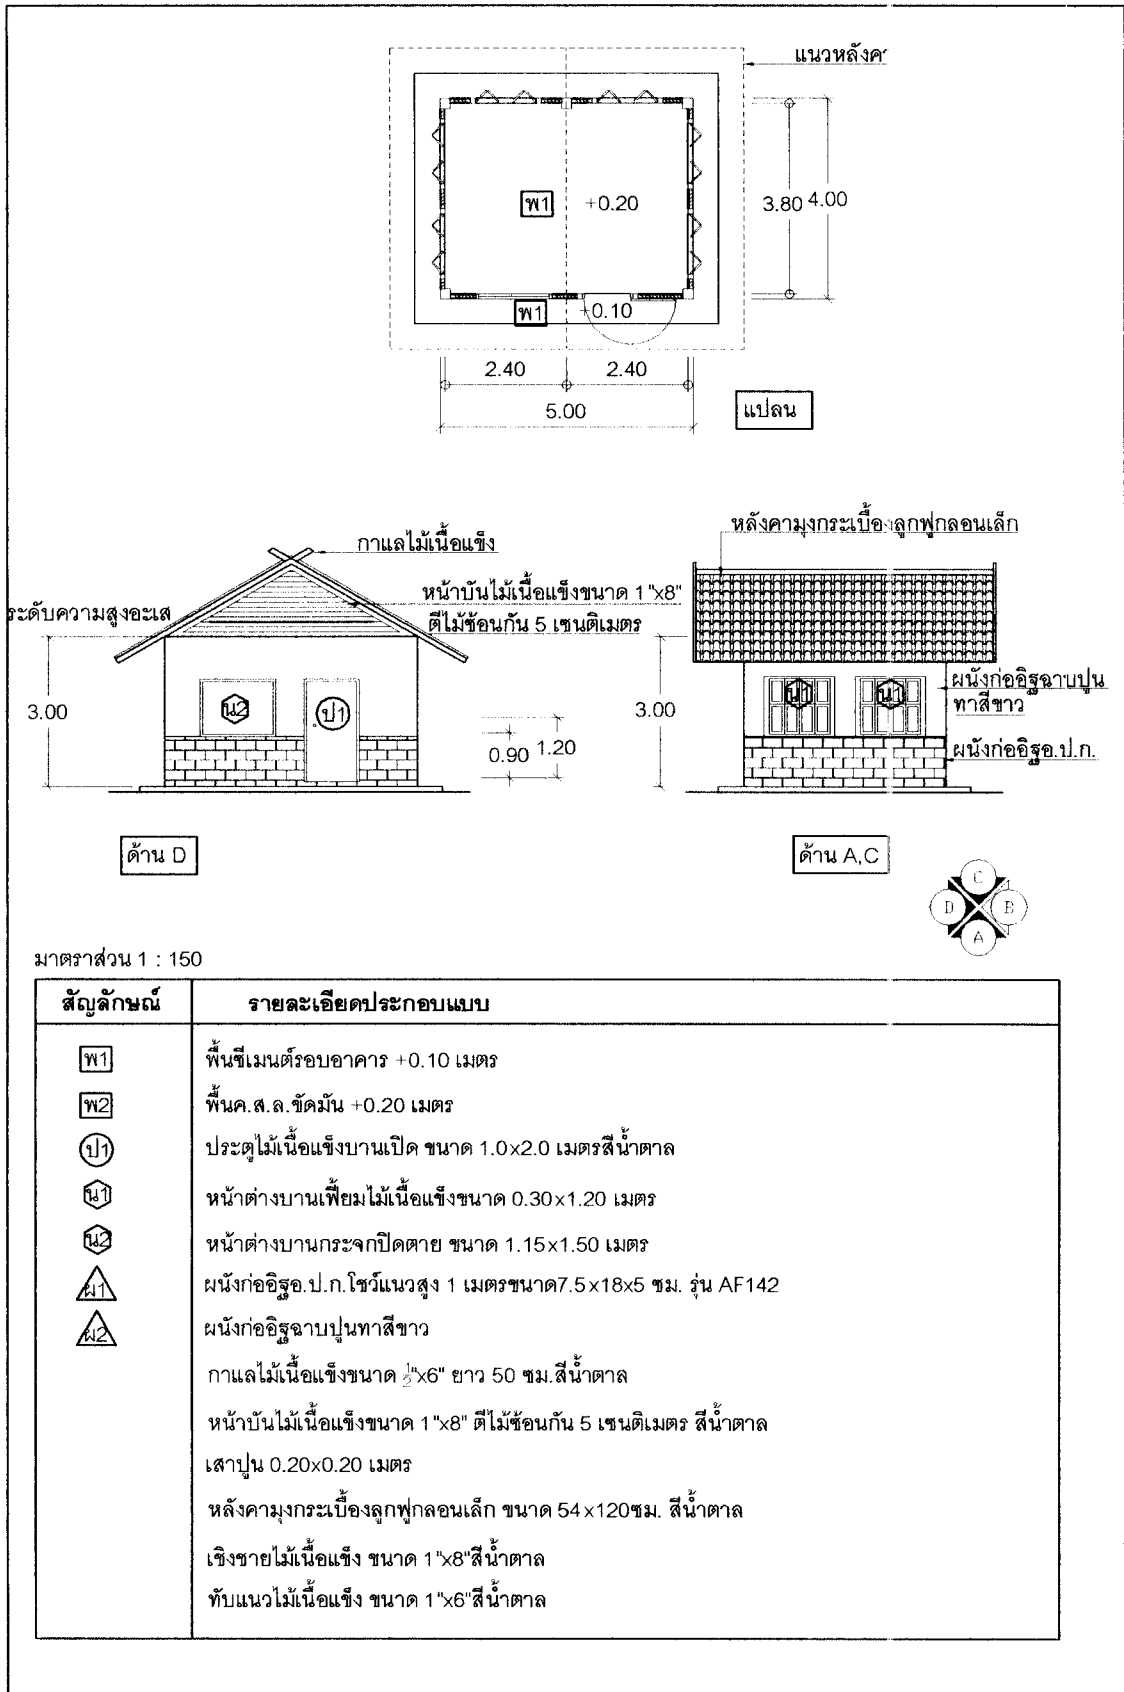 แนวหลังค
พ1 +0.20
3.80 4.00
พ1 +0.10
2.40 2.40
5.00
แปลน
กาแลไม้เนื้อแข็ง
หน้าบันไม้เนื้อแข็งขนาด 1"x8"
ตีไม้ซ้อนกัน 5 เซนติเมตร
ระดับความสูงอะเส
3.00
น2
ป1
0.90 1.20
ด้าน D
หลังคามุงกระเบื้องลูกฟูกลอนเล็ก
3.00
น1 น1
ผนังก่ออิฐฉาบปูน
ทาสีขาว
ผนังก่ออิฐอ.ป.ก.
ด้าน A,C
C
D B
A
มาตราส่วน 1 : 150
สัญลักษณ์ รายละเอียดประกอบแบบ
พ1 พื้นซีเมนต์รอบอาคาร +0.10 เมตร
พ2 พื้นค.ส.ล.ขัดมัน +0.20 เมตร
ป1 ประตูไม้เนื้อแข็งบานเปิด ขนาด 1.0x2.0 เมตรสีน้ำตาล
น1 หน้าต่างบานเฟี้ยมไม้เนื้อแข็งขนาด 0.30x1.20 เมตร
น2 หน้าต่างบานกระจกปิดตาย ขนาด 1.15x1.50 เมตร
ผ1 ผนังก่ออิฐอ.ป.ก.โชว์แนวสูง 1 เมตรขนาด7.5x18x5 ซม. รุ่น AF142
ผ2 ผนังก่ออิฐฉาบปูนทาสีขาว
กาแลไม้เนื้อแข็งขนาด ½"x6" ยาว 50 ซม.สีน้ำตาล
หน้าบันไม้เนื้อแข็งขนาด 1"x8" ตีไม้ซ้อนกัน 5 เซนติเมตร สีน้ำตาล
เสาปูน 0.20x0.20 เมตร
หลังคามุงกระเบื้องลูกฟูกลอนเล็ก ขนาด 54x120ซม. สีน้ำตาล
เชิงชายไม้เนื้อแข็ง ขนาด 1"x8"สีน้ำตาล
ทับแนวไม้เนื้อแข็ง ขนาด 1"x6"สีน้ำตาล